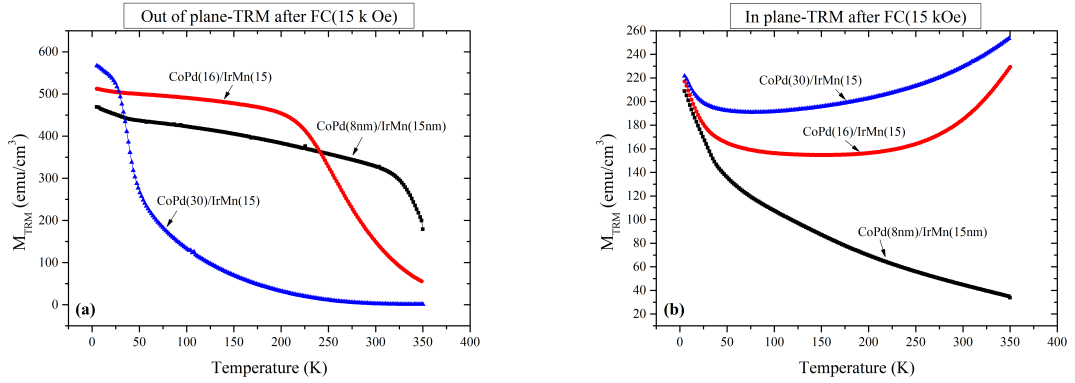 Out of plane-TRM after FC(15 k Oe)
600
500
400
300
200
100
0
M_TRM (emu/cm³)
CoPd(16)/IrMn(15)
CoPd(8nm)/IrMn(15nm)
CoPd(30)/IrMn(15)
(a)
0 50 100 150 200 250 300 350 400
Temperature (K)
In plane-TRM after FC(15 kOe)
260
240
220
200
180
160
140
120
100
80
60
40
20
M_TRM (emu/cm³)
CoPd(30)/IrMn(15)
CoPd(16)/IrMn(15)
CoPd(8nm)/IrMn(15nm)
(b)
0 50 100 150 200 250 300 350 400
Temperature (K)